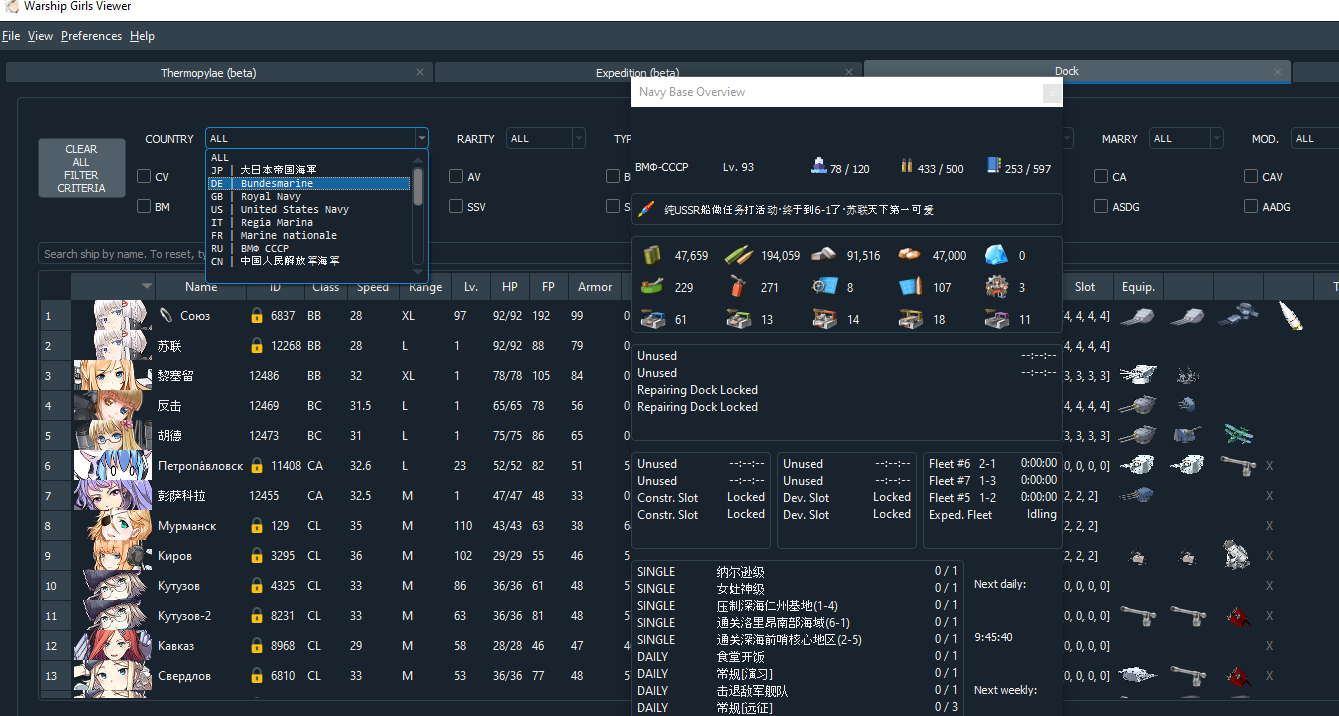 Warship Girls Viewer
File View Preferences Help
Thermopylae (beta) Expedition (beta) Dock
Navy Base Overview
CLEAR
ALL
FILTER
CRITERIA
COUNTRY ALL
RARITY ALL
MARRY ALL
MOD. ALL
CV
AV
CA
CAV
BM
SSV
ASDG
AADG
ALL
JP | 大日本帝国海軍
DE | Bundesmarine
GB | Royal Navy
US | United States Navy
IT | Regia Marina
FR | Marine nationale
RU | ВМФ СССР
CN | 中国人民解放军海军
Search ship by name. To reset, ty
Name ID Class Speed Range Lv. HP FP Armor Slot Equip.
1 Союз 6837 BB 28 XL 97 92/92 192 99 4, 4, 4]
2 苏联 12268 BB 28 L 1 92/92 88 79 4, 4, 4]
3 黎塞留 12486 BB 32 XL 1 78/78 105 84 3, 3, 3]
4 反击 12469 BC 31.5 L 1 65/65 78 56 4, 4, 4]
5 胡德 12473 BC 31 L 1 75/75 86 65 3, 3, 3]
6 Петропа́вловск 11408 CA 32.6 L 23 52/52 82 51 0, 0, 0] X
7 彭萨科拉 12455 CA 32.5 M 1 47/47 48 33 2, 2] X
8 Мурманск 129 CL 35 M 110 43/43 63 38 2, 2] X
9 Киров 3295 CL 36 M 102 29/29 55 46 2, 2] X
10 Кутузов 4325 CL 33 M 86 36/36 61 48 0, 0, 0] X
11 Кутузов-2 8231 CL 33 M 63 36/36 81 48 0, 0, 0] X
12 Кавказ 8968 CL 29 M 58 28/28 46 47 0, 0, 0] X
13 Свердлов 6810 CL 33 M 53 36/36 77 48 0, 0, 0] X
ВМФ-СССР Lv. 93 78 / 120 433 / 500 253 / 597
纯USSR船做任务打活动·终于到6-1了·苏联天下第一可爱
47,659 194,059 91,516 47,000 0
229 271 8 107 3
61 13 14 18 11
Unused --:--:--
Unused --:--:--
Repairing Dock Locked
Repairing Dock Locked
Unused --:--:--
Unused --:--:--
Constr. Slot Locked
Constr. Slot Locked
Unused --:--:--
Unused --:--:--
Dev. Slot Locked
Dev. Slot Locked
Fleet #6 2-1 0:00:00
Fleet #7 1-3 0:00:00
Fleet #5 1-2 0:00:00
Exped. Fleet Idling
SINGLE 纳尔逊级 0 / 1
SINGLE 女灶神级 0 / 1
SINGLE 压制深海仁州基地(1-4) 0 / 1
SINGLE 通关洛里昂南部海域(6-1) 0 / 1
SINGLE 通关深海前哨核心地区(2-5) 0 / 1
DAILY 食堂开饭 0 / 1
DAILY 常规[演习] 0 / 1
DAILY 击退敌军舰队 0 / 1
DAILY 常规[远征] 0 / 3
Next daily:
9:45:40
Next weekly: